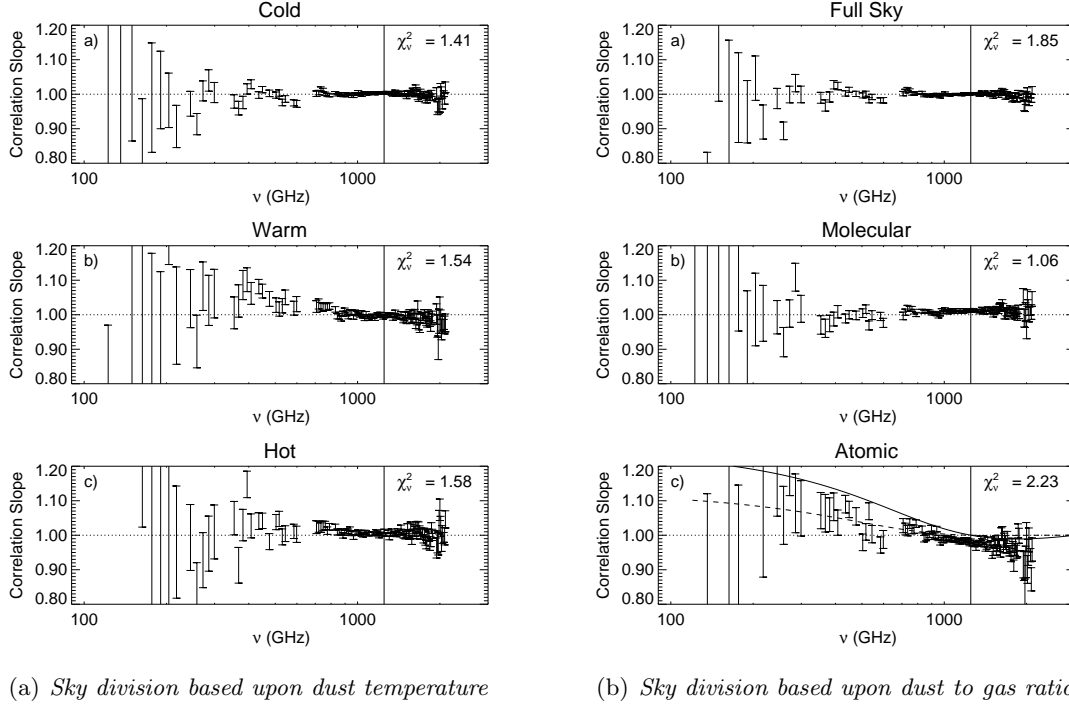 Cold
a)
χ²ᵥ = 1.41
Correlation Slope
1.20
1.10
1.00
0.90
0.80
100
1000
ν (GHz)
Warm
b)
χ²ᵥ = 1.54
Correlation Slope
1.20
1.10
1.00
0.90
0.80
100
1000
ν (GHz)
Hot
c)
χ²ᵥ = 1.58
Correlation Slope
1.20
1.10
1.00
0.90
0.80
100
1000
ν (GHz)
(a) Sky division based upon dust temperature
Full Sky
a)
χ²ᵥ = 1.85
Correlation Slope
1.20
1.10
1.00
0.90
0.80
100
1000
ν (GHz)
Molecular
b)
χ²ᵥ = 1.06
Correlation Slope
1.20
1.10
1.00
0.90
0.80
100
1000
ν (GHz)
Atomic
c)
χ²ᵥ = 2.23
Correlation Slope
1.20
1.10
1.00
0.90
0.80
100
1000
ν (GHz)
(b) Sky division based upon dust to gas ratio